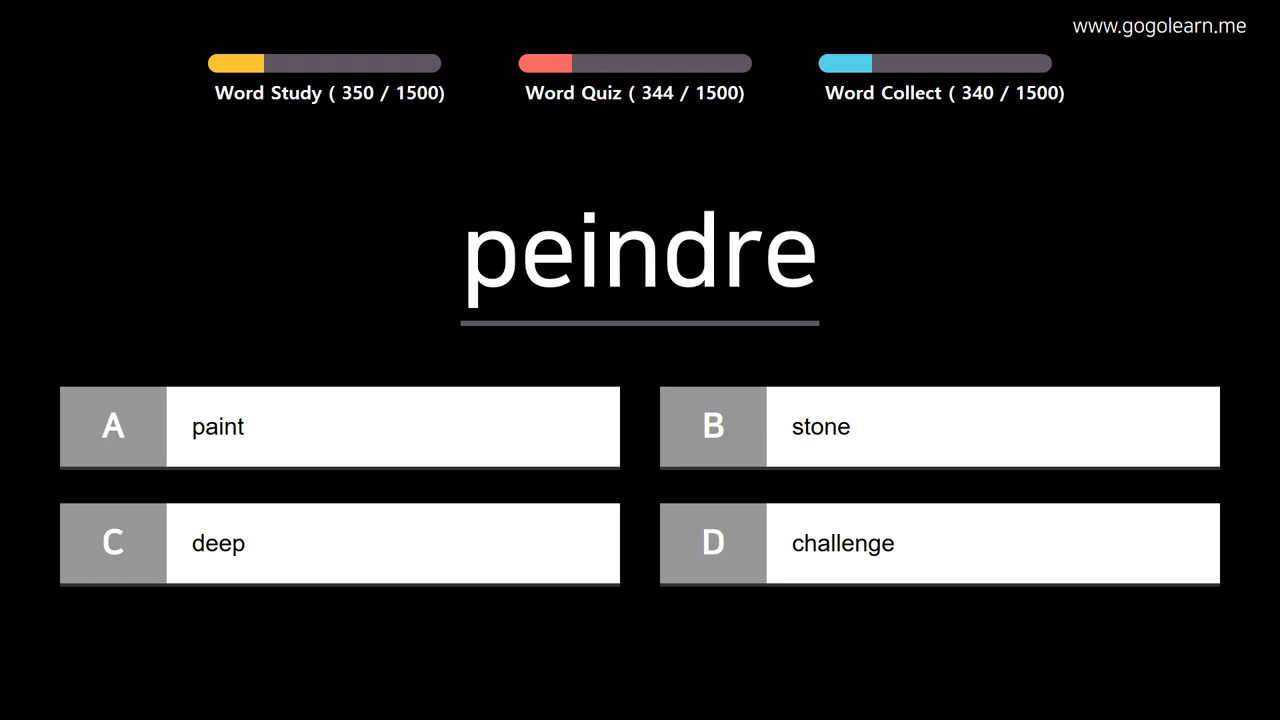 www.gogolearn.me
Word Study ( 350 / 1500)
Word Quiz ( 344 / 1500)
Word Collect ( 340 / 1500)
peindre
A paint
B stone
C deep
D challenge